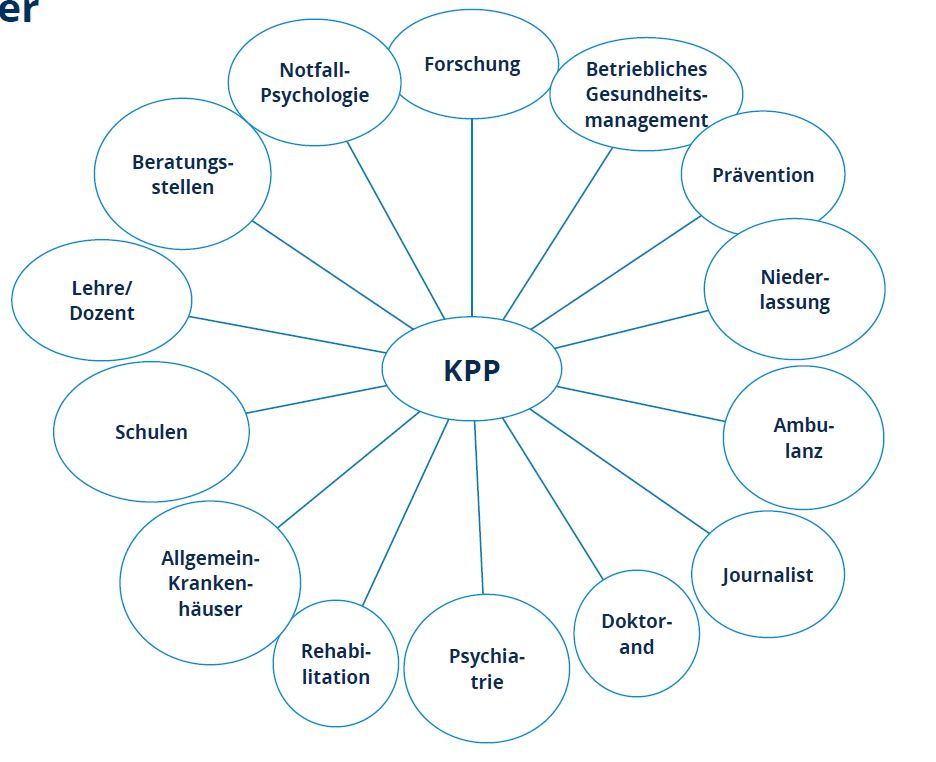 er
Forschung
Betriebliches
Gesundheits-
management
Prävention
Nieder-
lassung
Ambu-
lanz
Journalist
Doktor-
and
Psychia-
trie
Rehabi-
litation
Allgemein-
Kranken-
häuser
Schulen
Lehre/
Dozent
Beratungs-
stellen
Notfall-
Psychologie
KPP